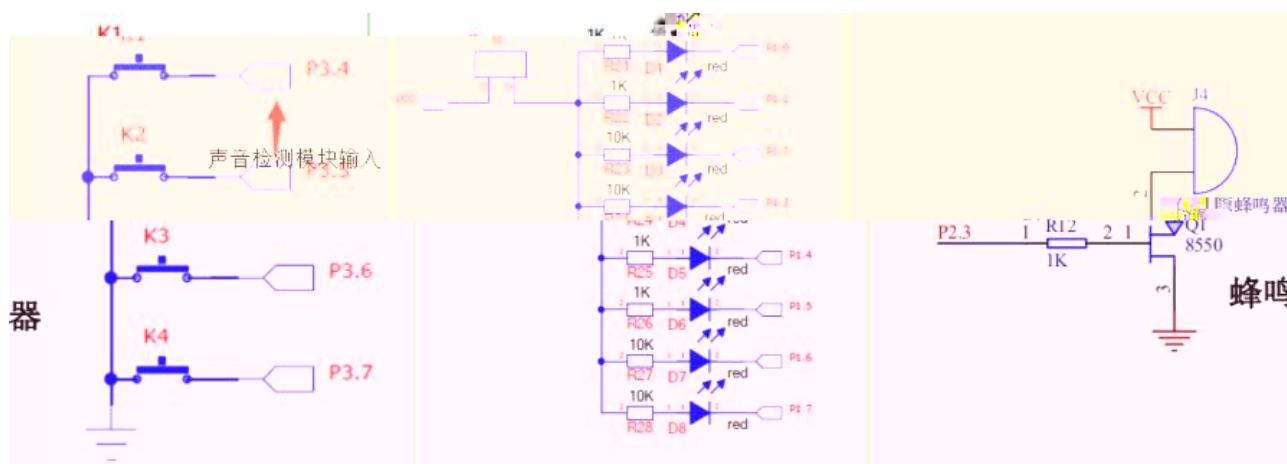 K1
P3.4
K2
声音检测模块输入
P3.5
K3
P3.6
K4
P3.7
器
VCC
1K
R21 D1 red
1K
R22 D2 red
10K
R23 D3 red
10K
R24 D4 red
1K
R25 D5 red P1.4
1K
R26 D6 red P1.5
10K
R27 D7 red P1.6
10K
R28 D8 red P1.7
VCC J4
2
蜂鸣器
P2.3 1 R12 2 1 Q1
1K 8550
3
蜂鸣